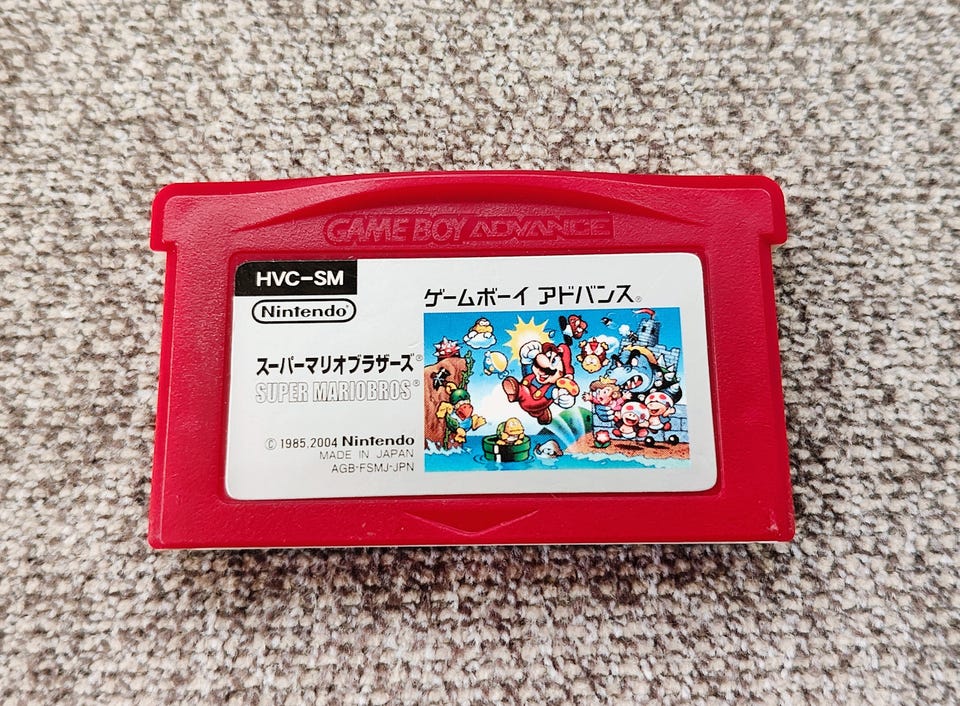 GAME BOY ADVANCE
HVC-SM
Nintendo®
ゲームボーイ アドバンス®
スーパーマリオブラザーズ®
SUPER MARIOBROS®
© 1985,2004 Nintendo
MADE IN JAPAN
AGB-FSMJ-JPN